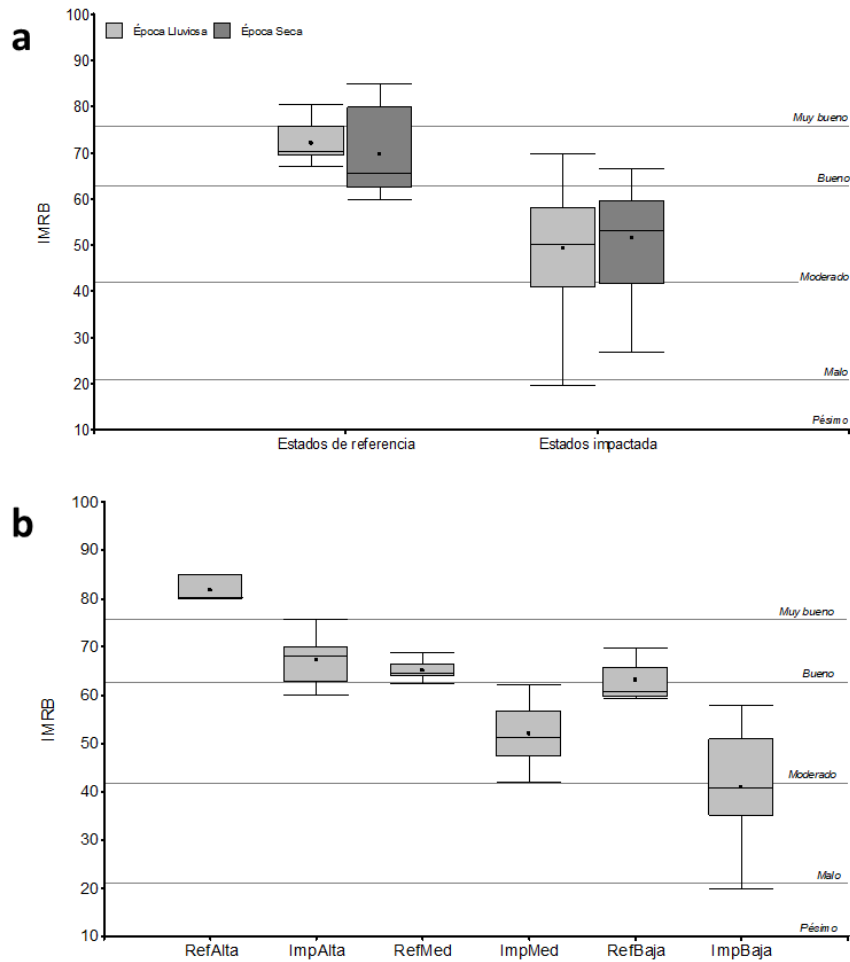 a
Época Lluviosa Época Seca
100
90
80
Muy bueno
70
Bueno
60
IMRB
50
Moderado
40
30
Malo
20
Pésimo
10
Estados de referencia Estados impactada
b
100
90
80
Muy bueno
70
Bueno
60
IMRB
50
Moderado
40
30
Malo
20
Pésimo
10
RefAlta ImpAlta RefMed ImpMed RefBaja ImpBaja